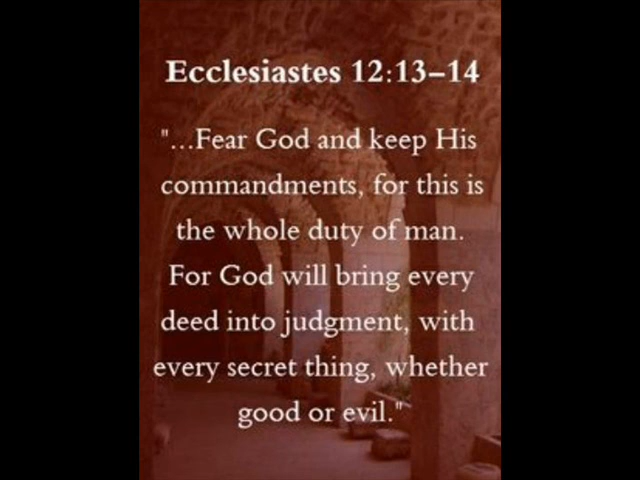 Ecclesiastes 12:13–14
"...Fear God and keep His
commandments, for this is
the whole duty of man.
For God will bring every
deed into judgment, with
every secret thing, whether
good or evil."